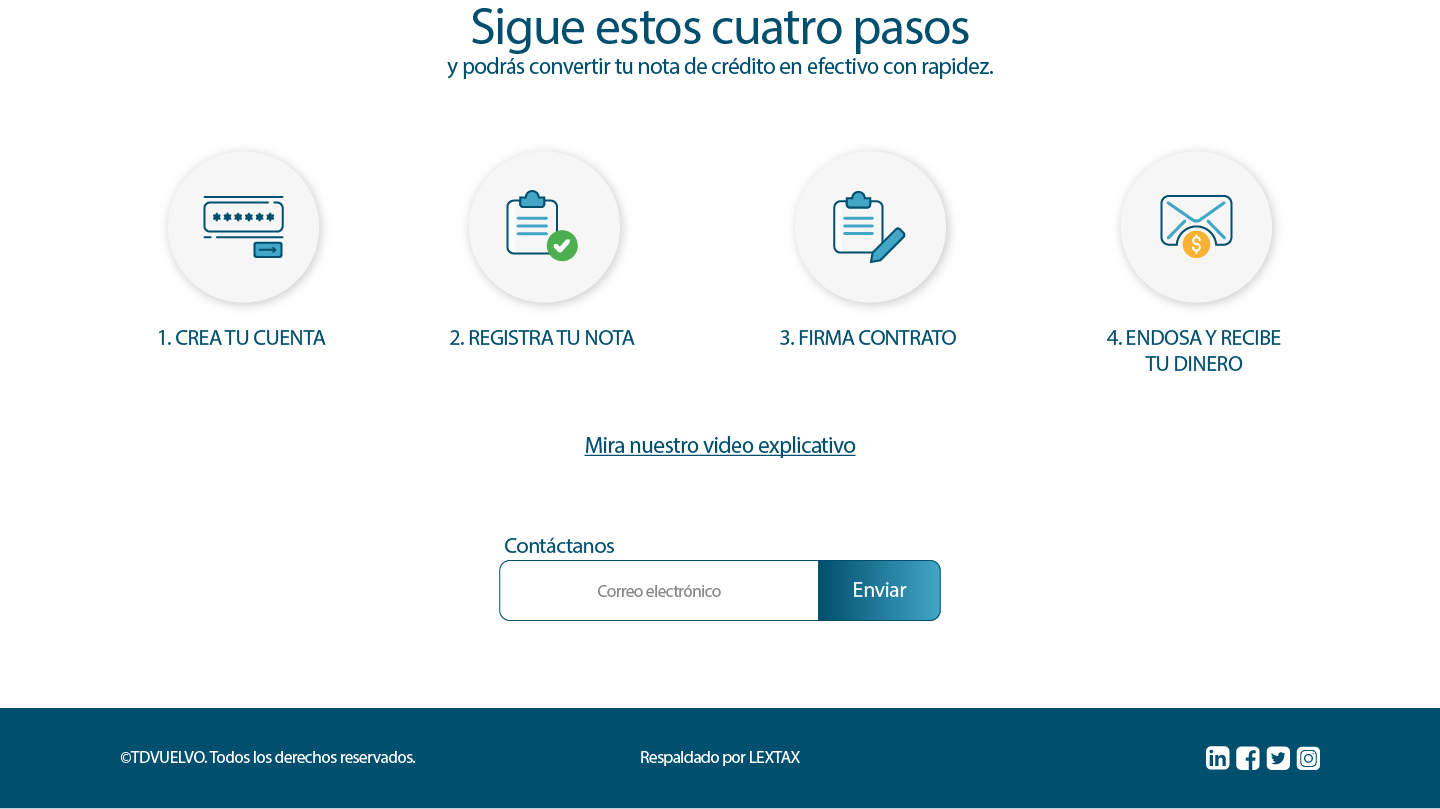 Sigue estos cuatro pasos
y podrás convertir tu nota de crédito en efectivo con rapidez.
1. CREA TU CUENTA
2. REGISTRA TU NOTA
3. FIRMA CONTRATO
4. ENDOSA Y RECIBE
TU DINERO
Mira nuestro video explicativo
Contáctanos
Correo electrónico
Enviar
©TDVUELVO. Todos los derechos reservados.
Respaldado por LEXTAX